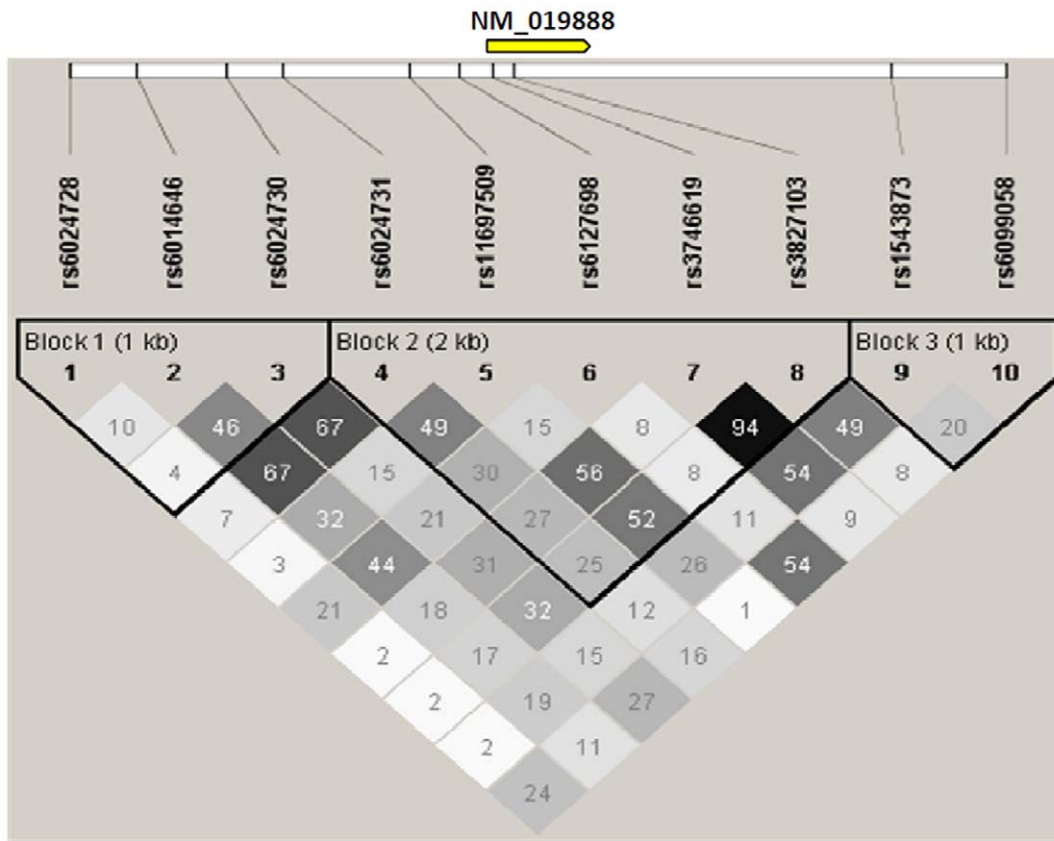 NM_019888
rs6024728 rs6014646 rs6024730 rs6024731 rs11697509 rs6127698 rs3746619 rs3827103 rs1543873 rs6099058
Block 1 (1 kb) Block 2 (2 kb) Block 3 (1 kb)
1 2 3 4 5 6 7 8 9 10
10 46 67 49 15 8 94 49 20
4 67 15 30 56 8 54 8
7 32 21 27 52 11 9
3 44 31 25 26 54
21 18 32 12 1
2 17 15 16
2 19 27
2 11
24